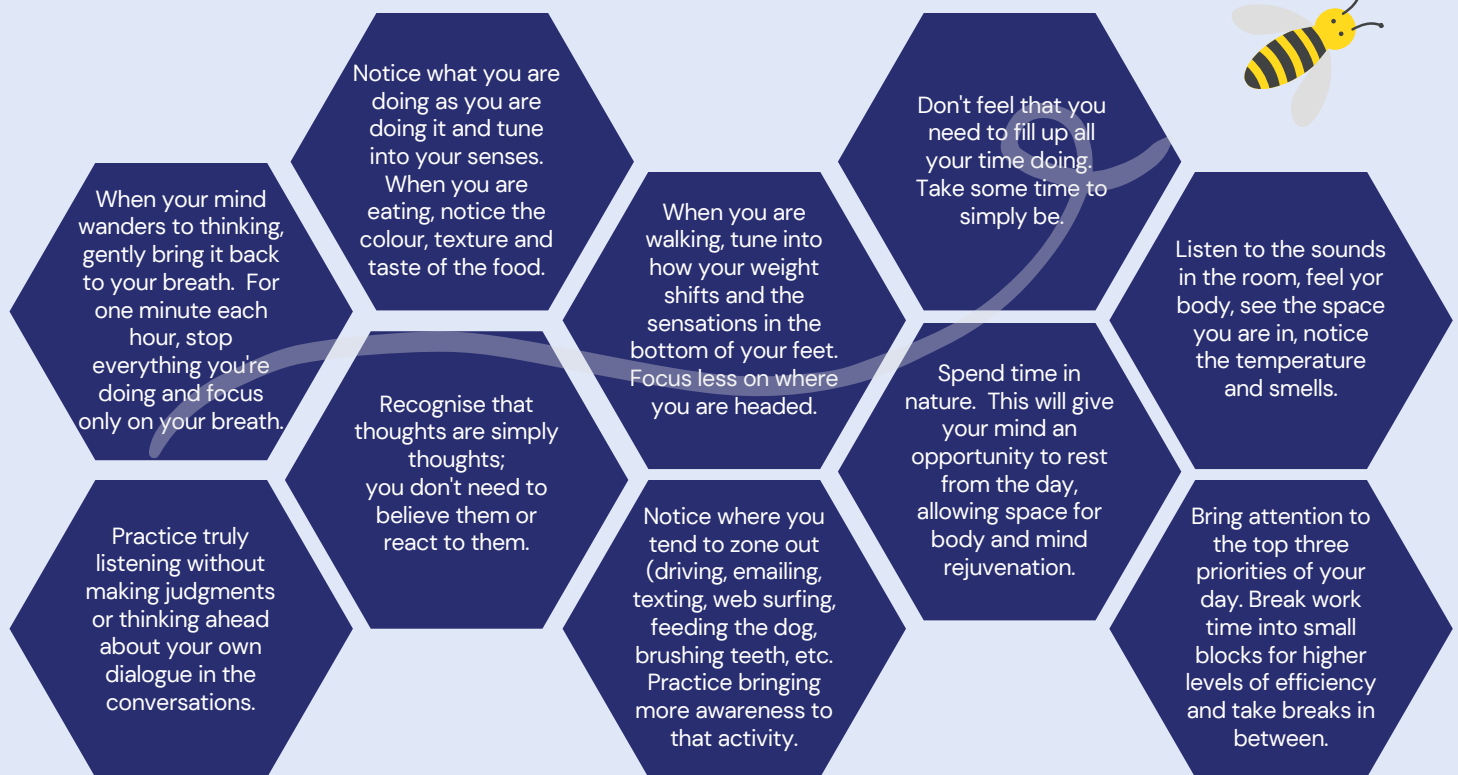 When your mind
wanders to thinking,
gently bring it back
to your breath.  For
one minute each
hour, stop
everything you're
doing and focus
only on your breath.
Notice what you are
doing as you are
doing it and tune
into your senses.
When you are
eating, notice the
colour, texture and
taste of the food.
When you are
walking, tune into
how your weight
shifts and the
sensations in the
bottom of your feet.
Focus less on where
you are headed.
Don't feel that you
need to fill up all
your time doing.
Take some time to
simply be.
Listen to the sounds
in the room, feel yor
body, see the space
you are in, notice
the temperature
and smells.
Practice truly
listening without
making judgments
or thinking ahead
about your own
dialogue in the
conversations.
Recognise that
thoughts are simply
thoughts;
you don't need to
believe them or
react to them.
Notice where you
tend to zone out
(driving, emailing,
texting, web surfing,
feeding the dog,
brushing teeth, etc.
Practice bringing
more awareness to
that activity.
Spend time in
nature.  This will give
your mind an
opportunity to rest
from the day,
allowing space for
body and mind
rejuvenation.
Bring attention to
the top three
priorities of your
day. Break work
time into small
blocks for higher
levels of efficiency
and take breaks in
between.